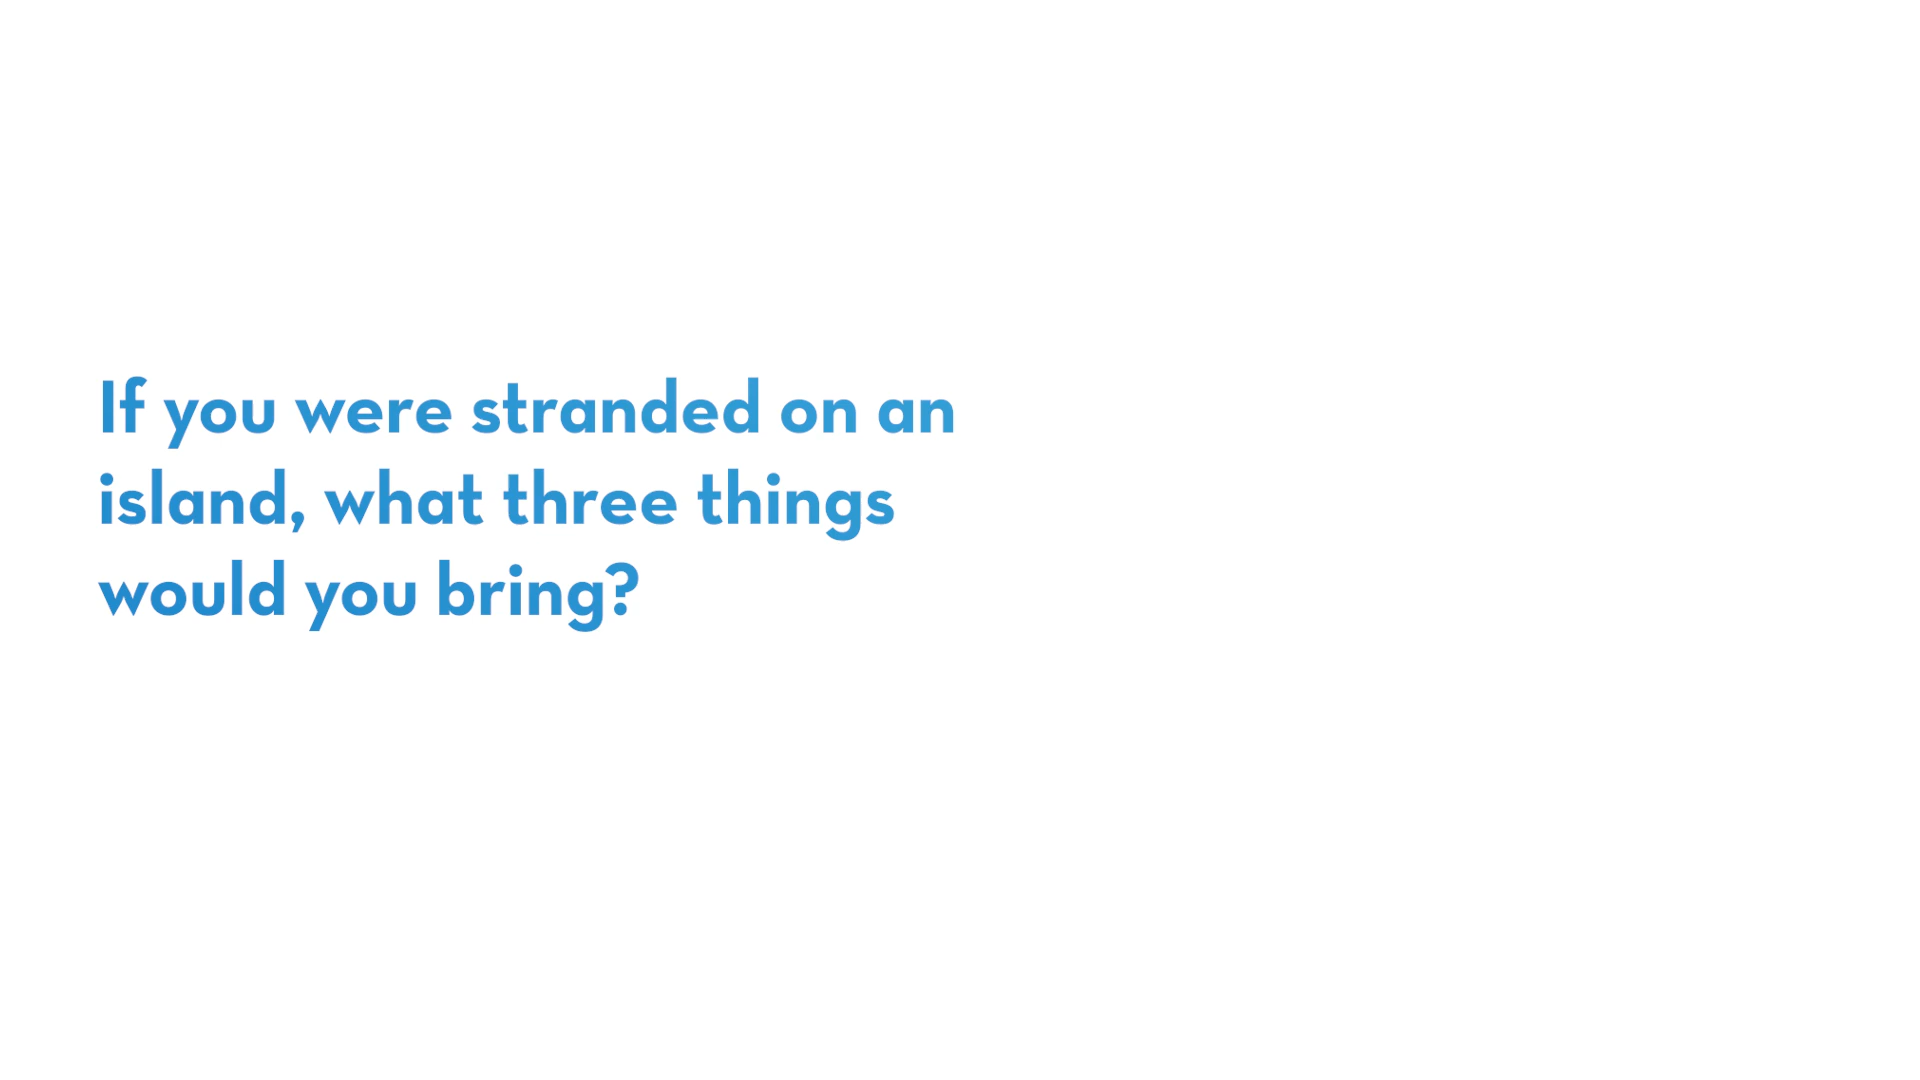 If you were stranded on an
island, what three things
would you bring?